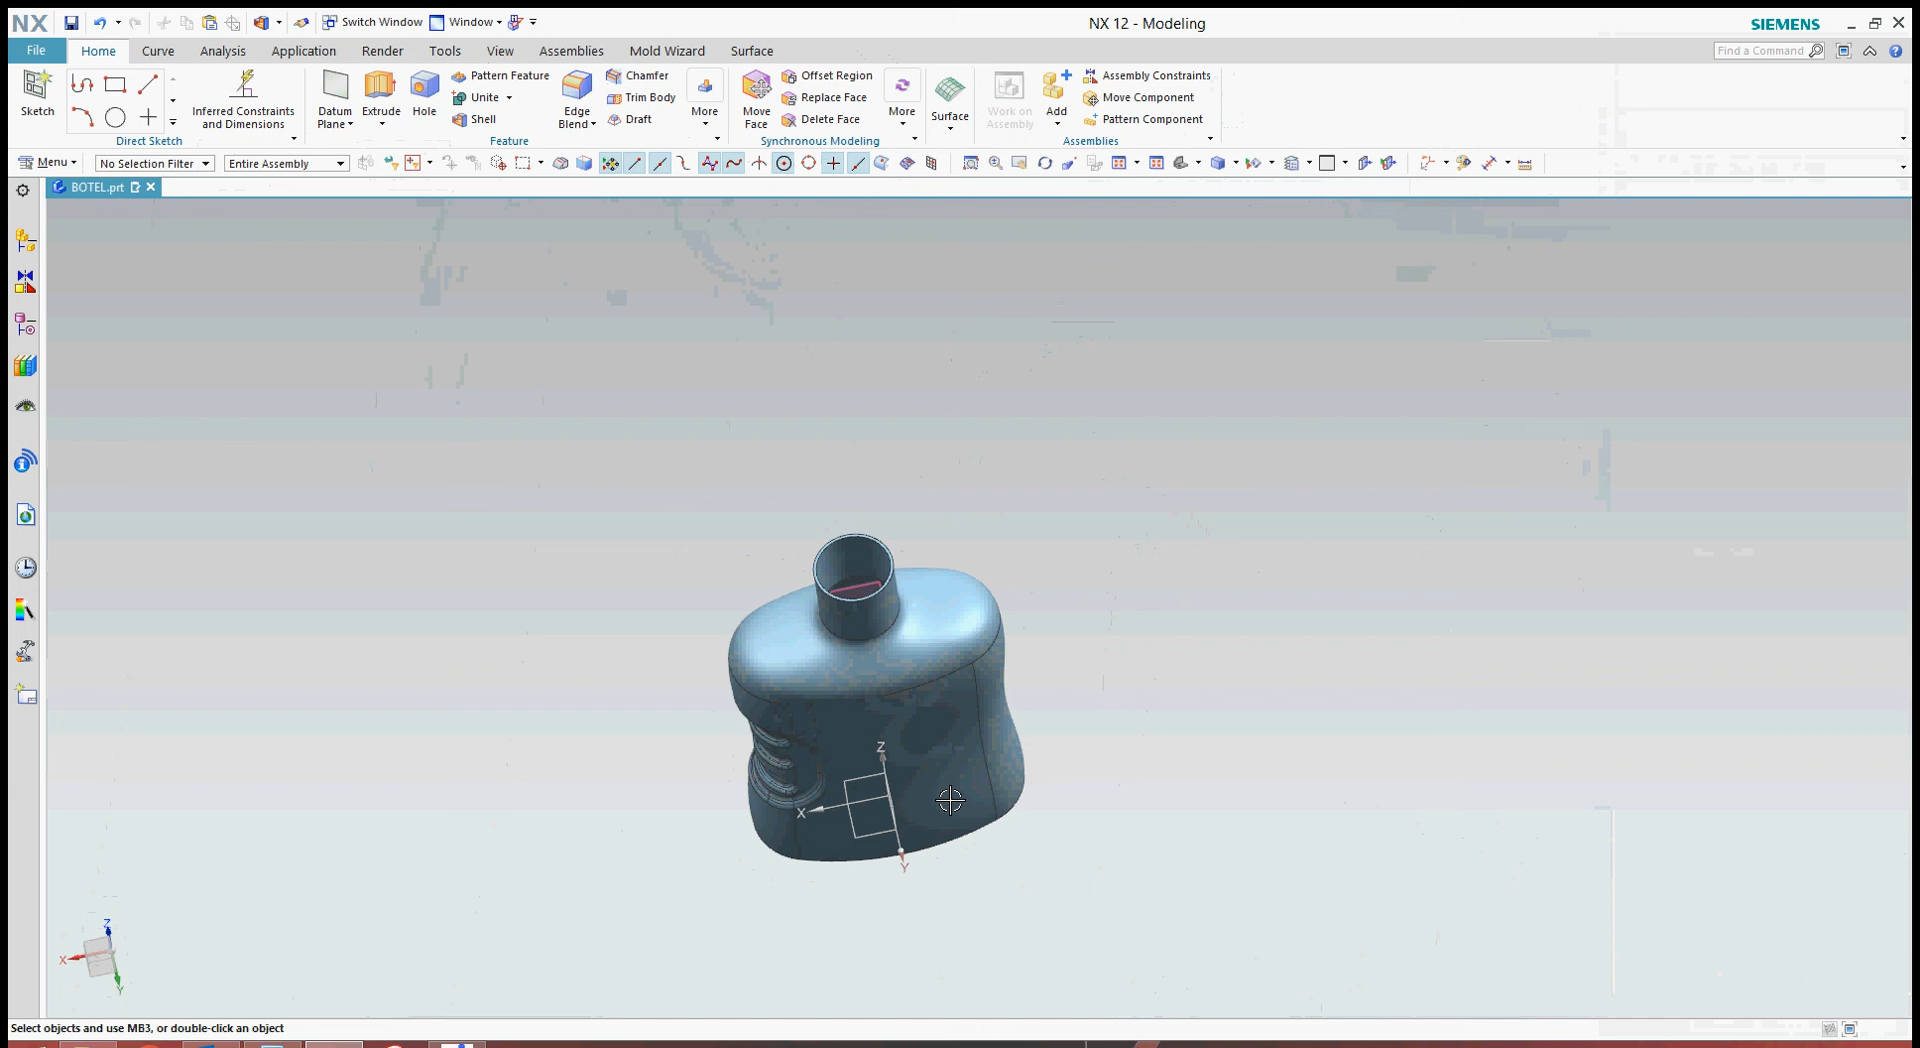 NX
Switch Window
Window
NX 12 - Modeling
SIEMENS
File
Home
Curve
Analysis
Application
Render
Tools
View
Assemblies
Mold Wizard
Surface
Find a Command
Sketch
Inferred Constraints
and Dimensions
Direct Sketch
Datum
Plane
Extrude
Hole
Pattern Feature
Unite
Shell
Edge
Blend
Chamfer
Trim Body
Draft
More
Feature
Move
Face
Offset Region
Replace Face
Delete Face
More
Synchronous Modeling
Surface
Work on
Assembly
Add
Assembly Constraints
Move Component
Pattern Component
Assemblies
Menu
No Selection Filter
Entire Assembly
BOTEL.prt
Z
X
Y
Z
X
Y
Select objects and use MB3, or double-click an object